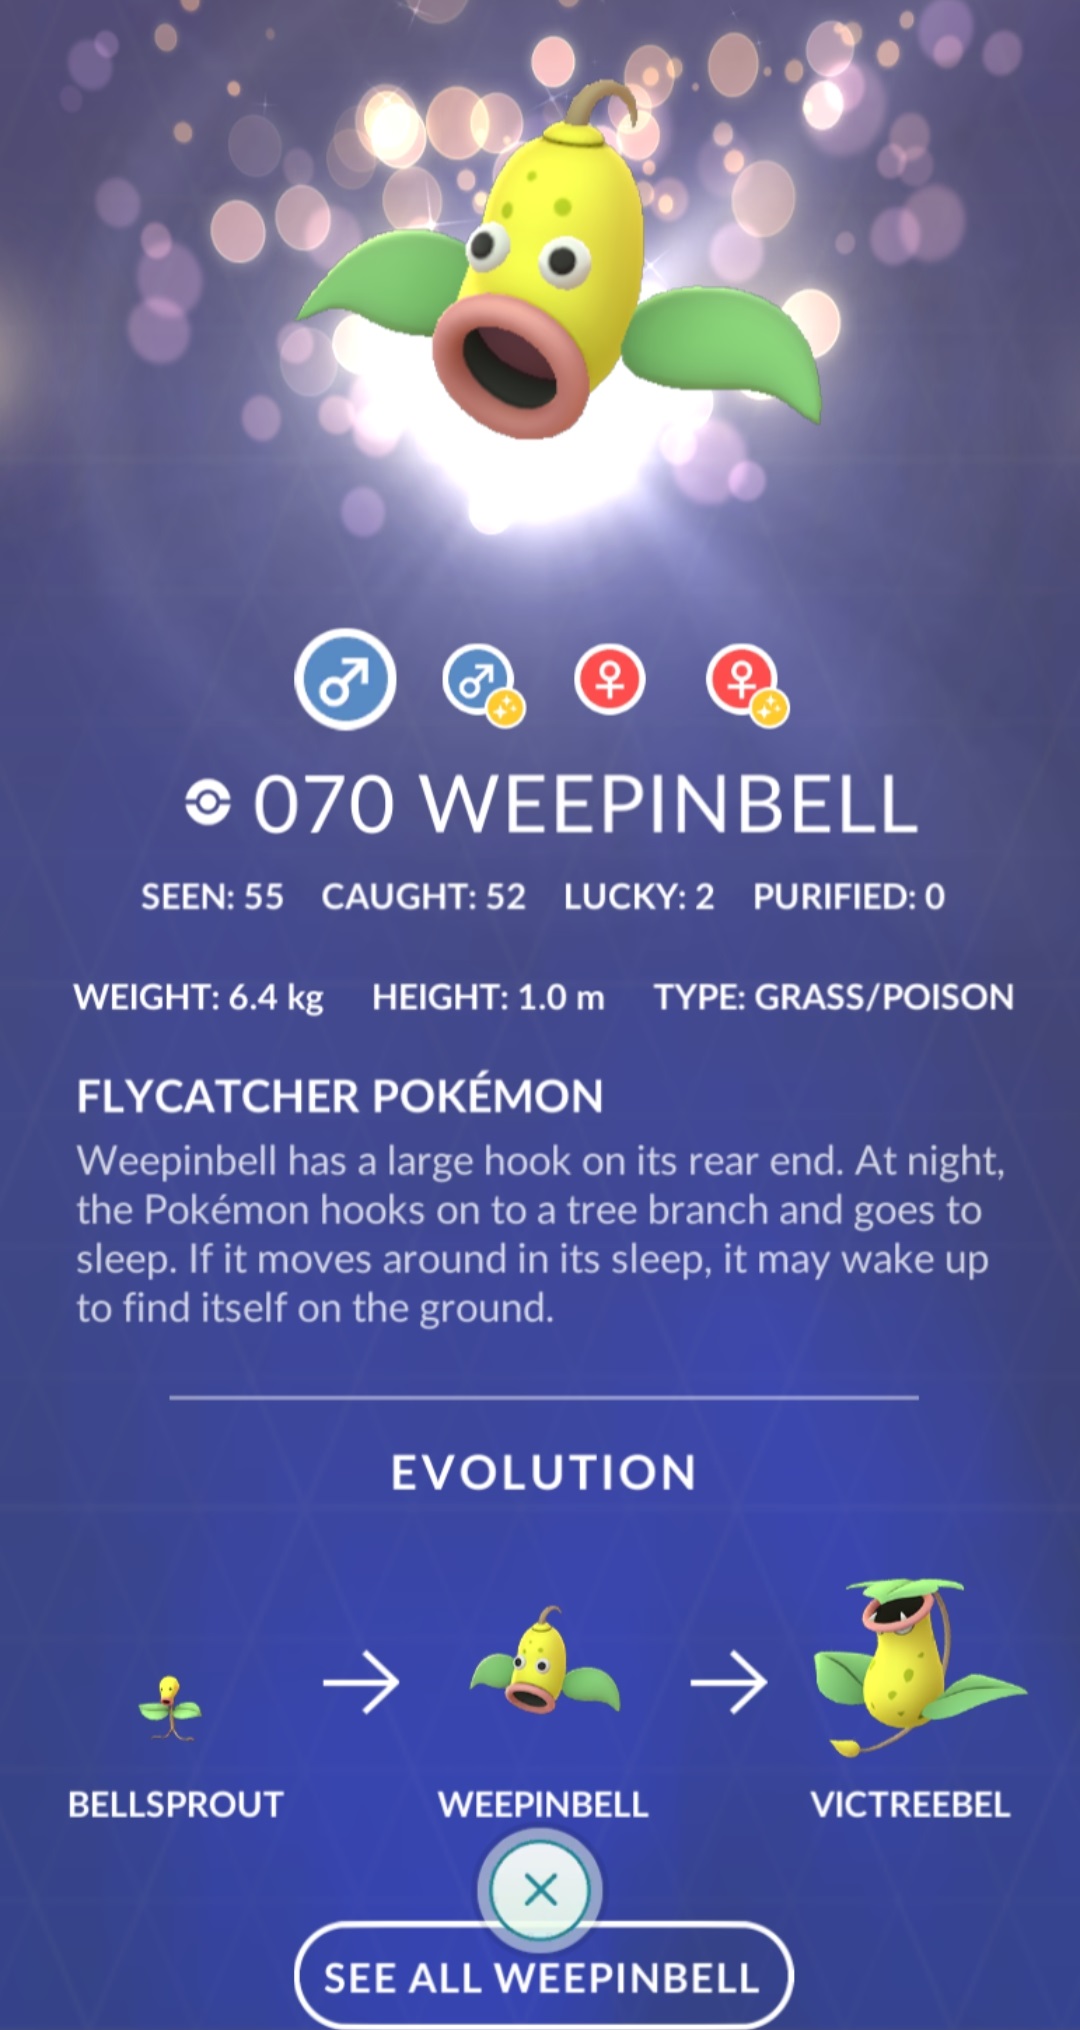 070 WEEPINBELL
SEEN: 55 CAUGHT: 52 LUCKY: 2 PURIFIED: 0
WEIGHT: 6.4 kg HEIGHT: 1.0 m TYPE: GRASS/POISON
FLYCATCHER POKÉMON
Weepinbell has a large hook on its rear end. At night,
the Pokémon hooks on to a tree branch and goes to
sleep. If it moves around in its sleep, it may wake up
to find itself on the ground.
EVOLUTION
BELLSPROUT WEEPINBELL VICTREEBEL
SEE ALL WEEPINBELL